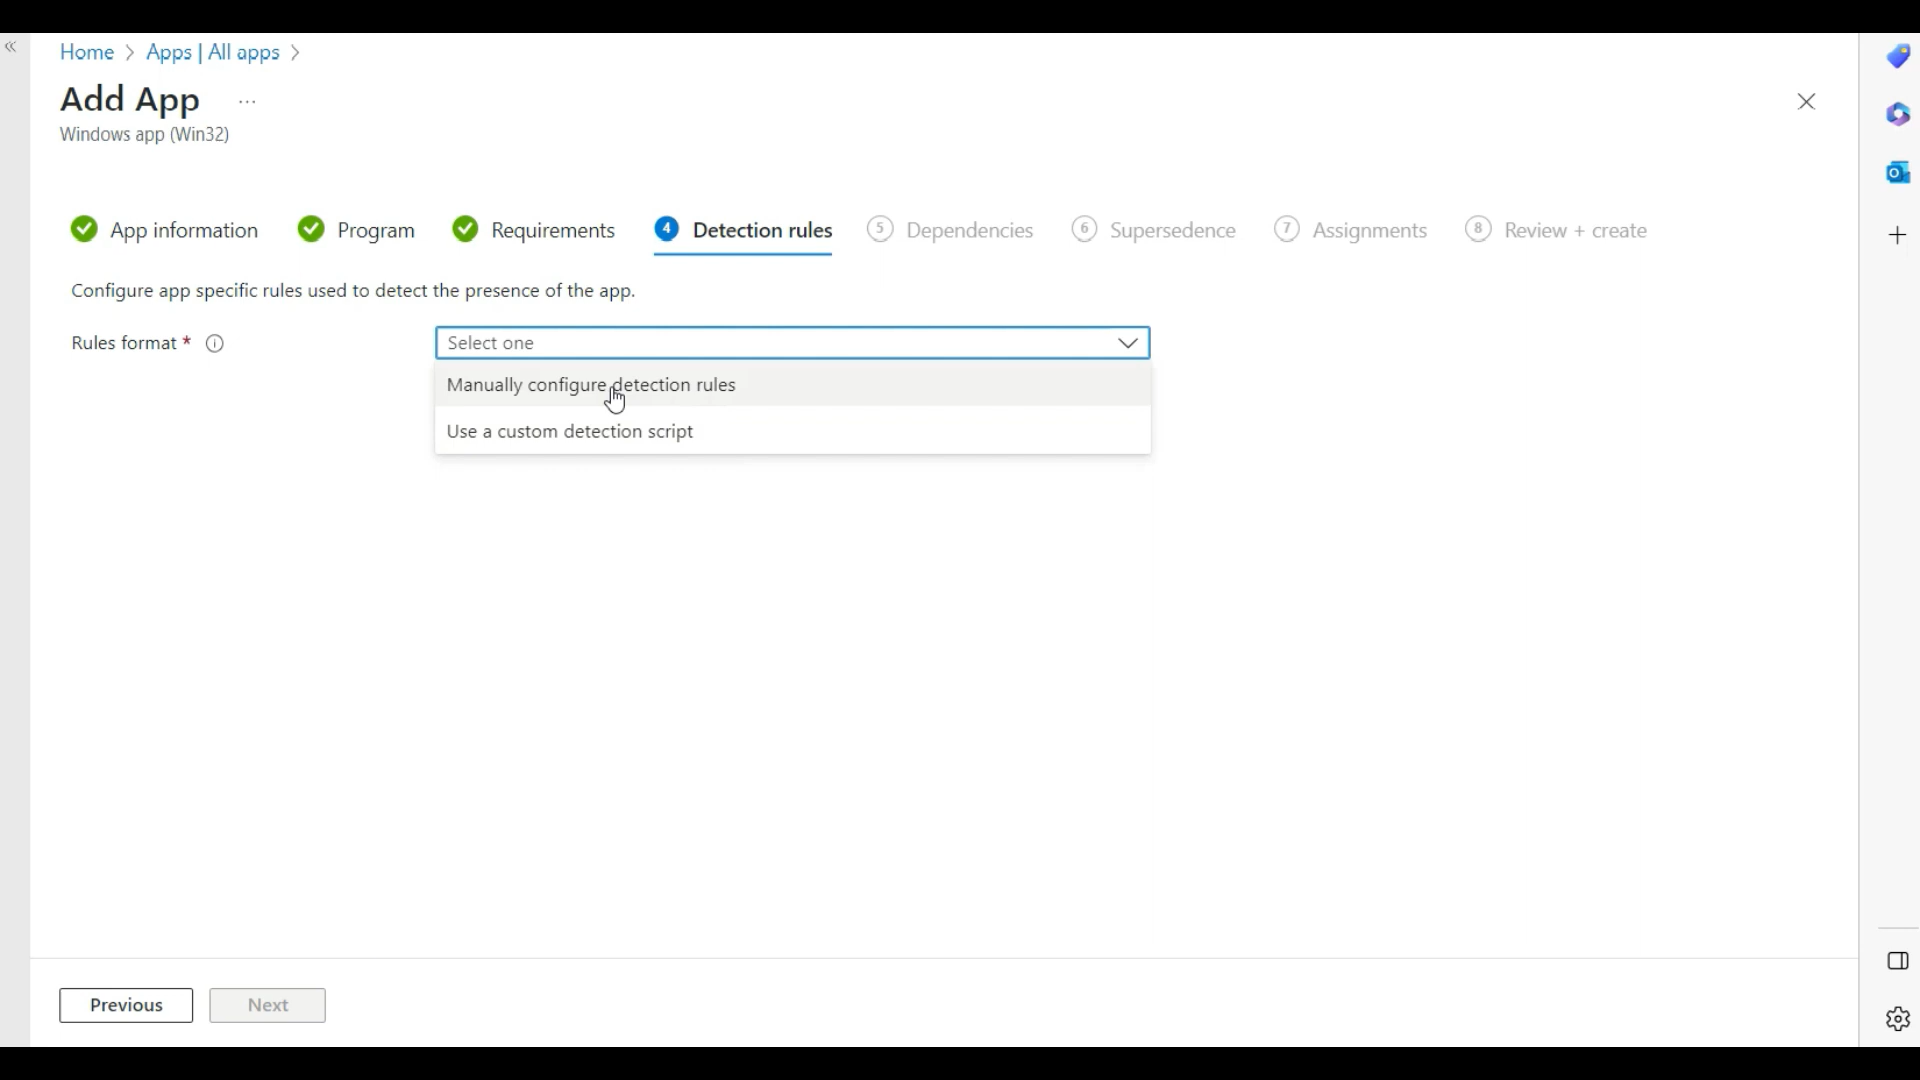 Home > Apps | All apps >
Add App ...
Windows app (Win32)
App information Program Requirements 4 Detection rules 5 Dependencies 6 Supersedence 7 Assignments 8 Review + create
Configure app specific rules used to detect the presence of the app.
Rules format * Select one
Manually configure detection rules
Use a custom detection script
Previous Next